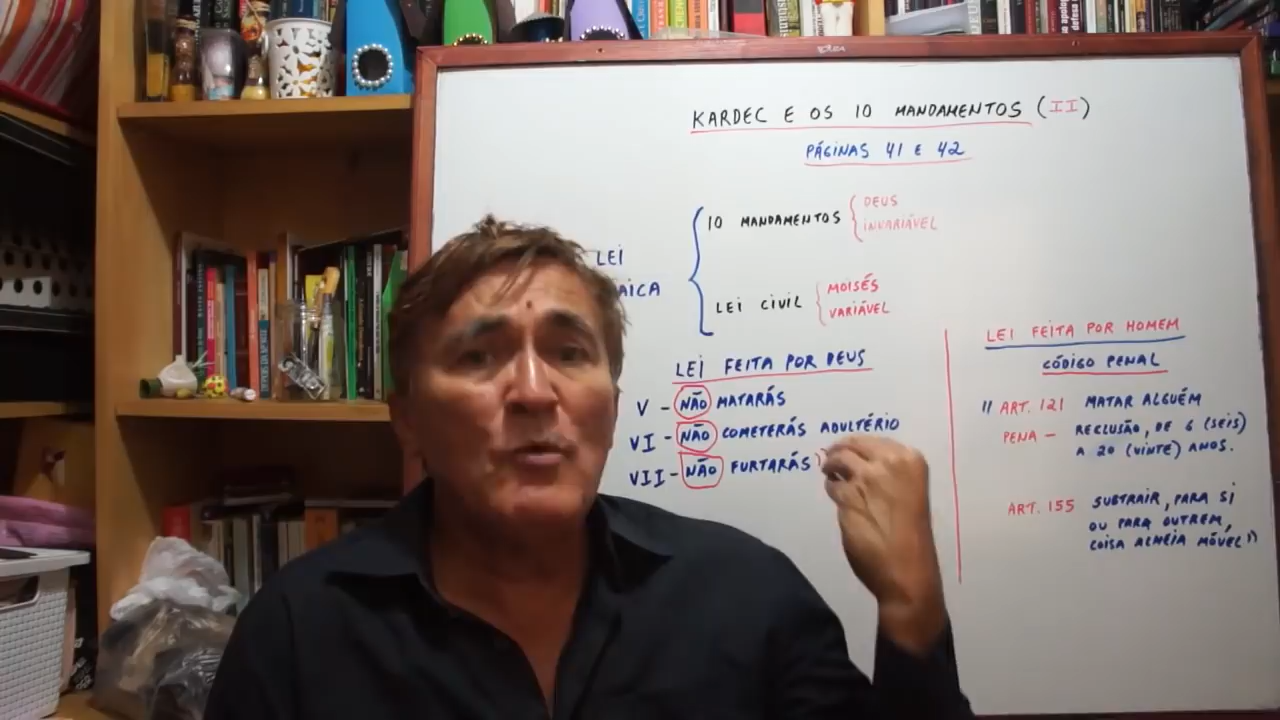 KARDEC E OS 10 MANDAMENTOS (II)
PÁGINAS 41 E 42
LEI
AICA
10 MANDAMENTOS
DEUS
INVARIÁVEL
LEI CIVIL
MOISÉS
VARIÁVEL
LEI FEITA POR DEUS
V - NÃO MATARÁS
VI - NÃO COMETERÁS ADULTÉRIO
VII - NÃO FURTARÁS
LEI FEITA POR HOMEM
CÓDIGO PENAL
" ART. 121 MATAR ALGUÉM
PENA - RECLUSÃO, DE 6 (SEIS)
A 20 (VINTE) ANOS.
ART. 155 SUBTRAIR, PARA SI
OU PARA OUTREM,
COISA ALMEIA MÓVEL"